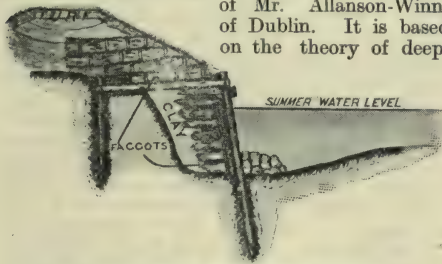 of Mr. Allanson-Winn
of Dublin. It is based
on the theory of deep
SUMMER WATER LEVEL
CLAY
FAGGOTS